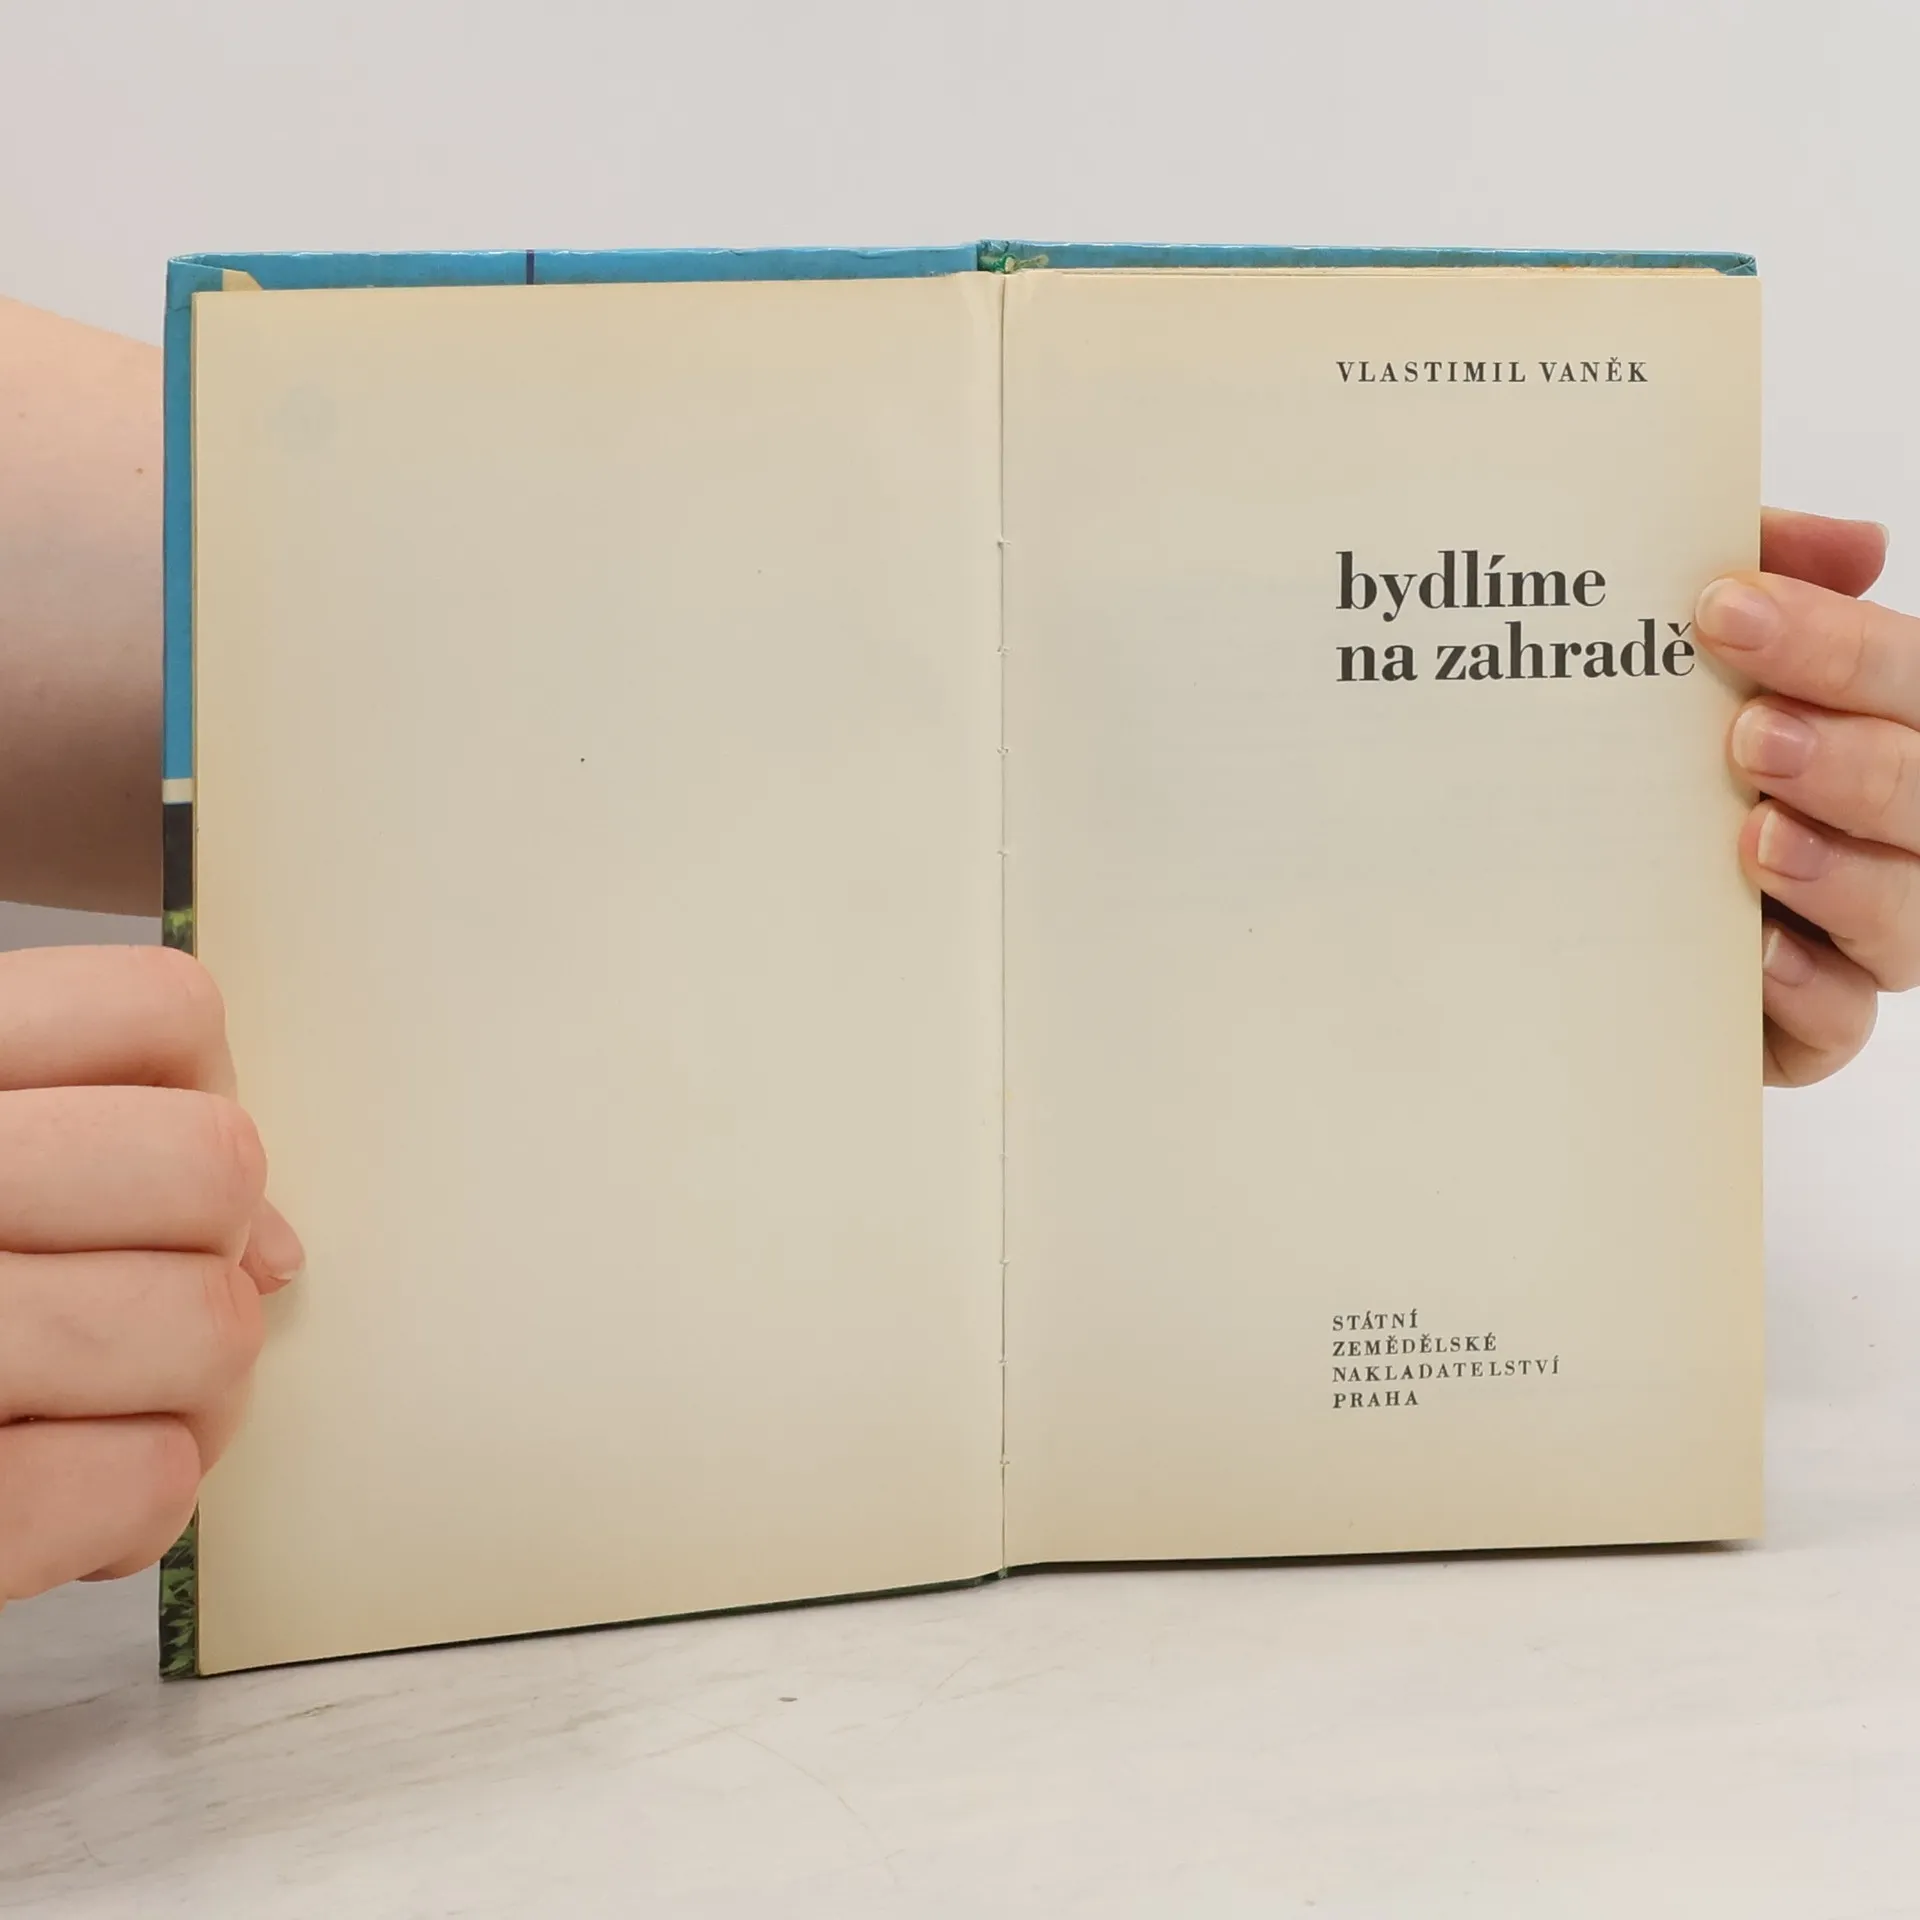 VLASTIMIL VANĚK
bydlíme
na zahradě
STÁTNÍ
ZEMĚDĚLSKÉ
NAKLADATELSTVÍ
PRAHA